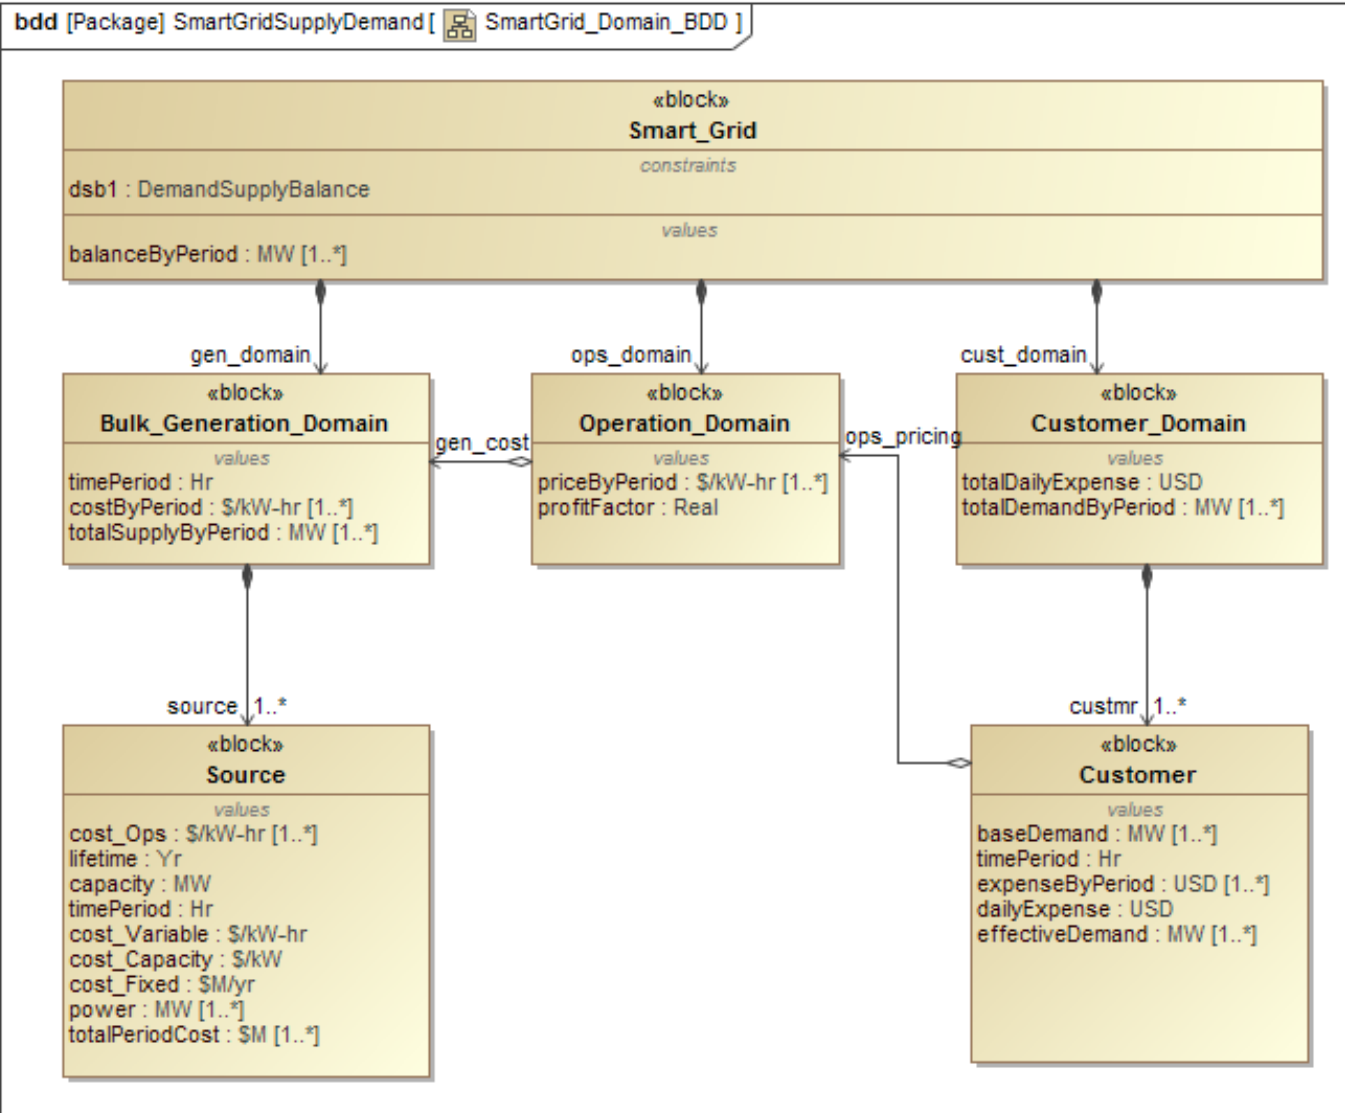 bdd [Package] SmartGridSupplyDemand [ SmartGrid_Domain_BDD ]
«block»
Smart_Grid
constraints
dsb1 : DemandSupplyBalance
values
balanceByPeriod : MW [1..*]
gen_domain
ops_domain
cust_domain
«block»
Bulk_Generation_Domain
values
timePeriod : Hr
costByPeriod : $/kW-hr [1..*]
totalSupplyByPeriod : MW [1..*]
gen_cost
«block»
Operation_Domain
values
priceByPeriod : $/kW-hr [1..*]
profitFactor : Real
ops_pricing
«block»
Customer_Domain
values
totalDailyExpense : USD
totalDemandByPeriod : MW [1..*]
source 1..*
custmr 1..*
«block»
Source
values
cost_Ops : $/kW-hr [1..*]
lifetime : Yr
capacity : MW
timePeriod : Hr
cost_Variable : $/kW-hr
cost_Capacity : $/kW
cost_Fixed : $M/yr
power : MW [1..*]
totalPeriodCost : $M [1..*]
«block»
Customer
values
baseDemand : MW [1..*]
timePeriod : Hr
expenseByPeriod : USD [1..*]
dailyExpense : USD
effectiveDemand : MW [1..*]